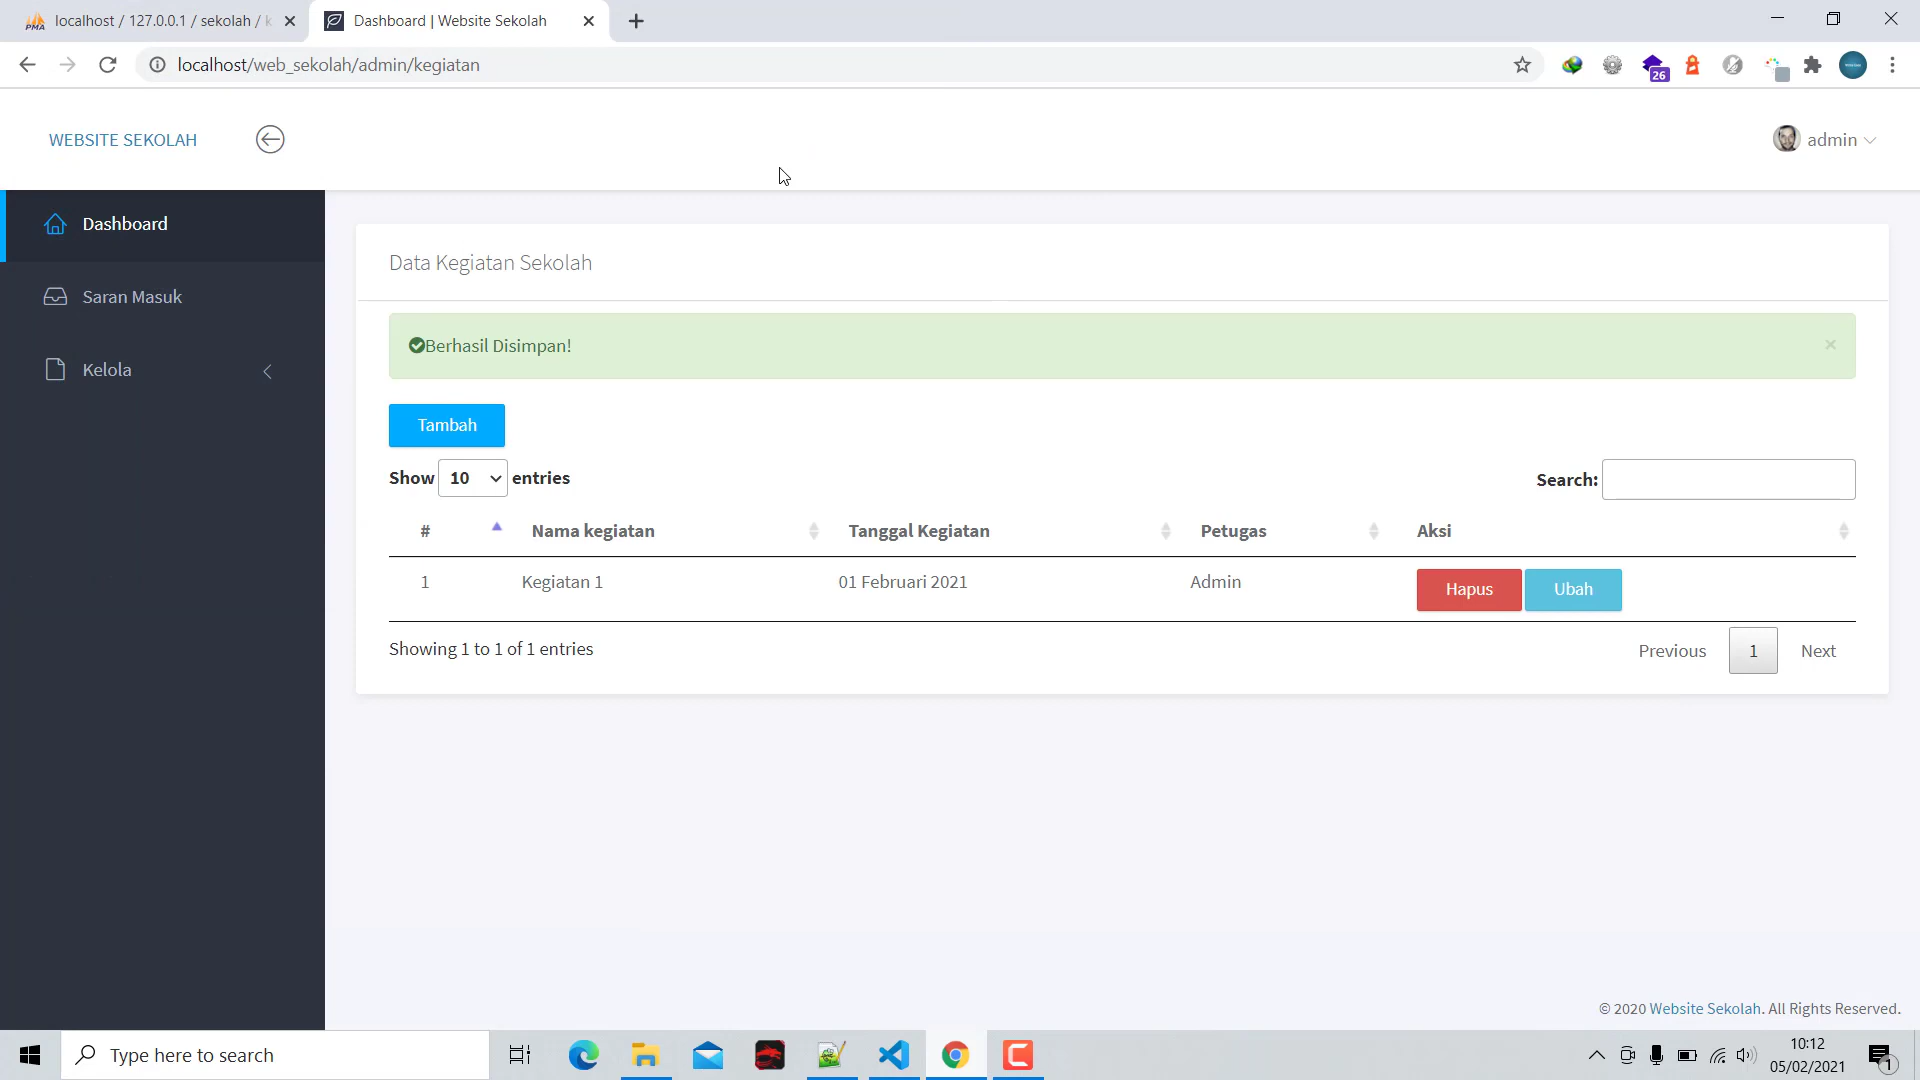 localhost / 127.0.0.1 / sekolah / k
Dashboard | Website Sekolah
localhost/web_sekolah/admin/kegiatan
26
WEBSITE SEKOLAH
admin
Dashboard
Saran Masuk
Kelola
Data Kegiatan Sekolah
Berhasil Disimpan!
×
Tambah
Show 10 entries
Search:
# Nama kegiatan Tanggal Kegiatan Petugas Aksi
1 Kegiatan 1 01 Februari 2021 Admin Hapus Ubah
Showing 1 to 1 of 1 entries
Previous 1 Next
© 2020 Website Sekolah. All Rights Reserved.
Type here to search
10:12
05/02/2021
1